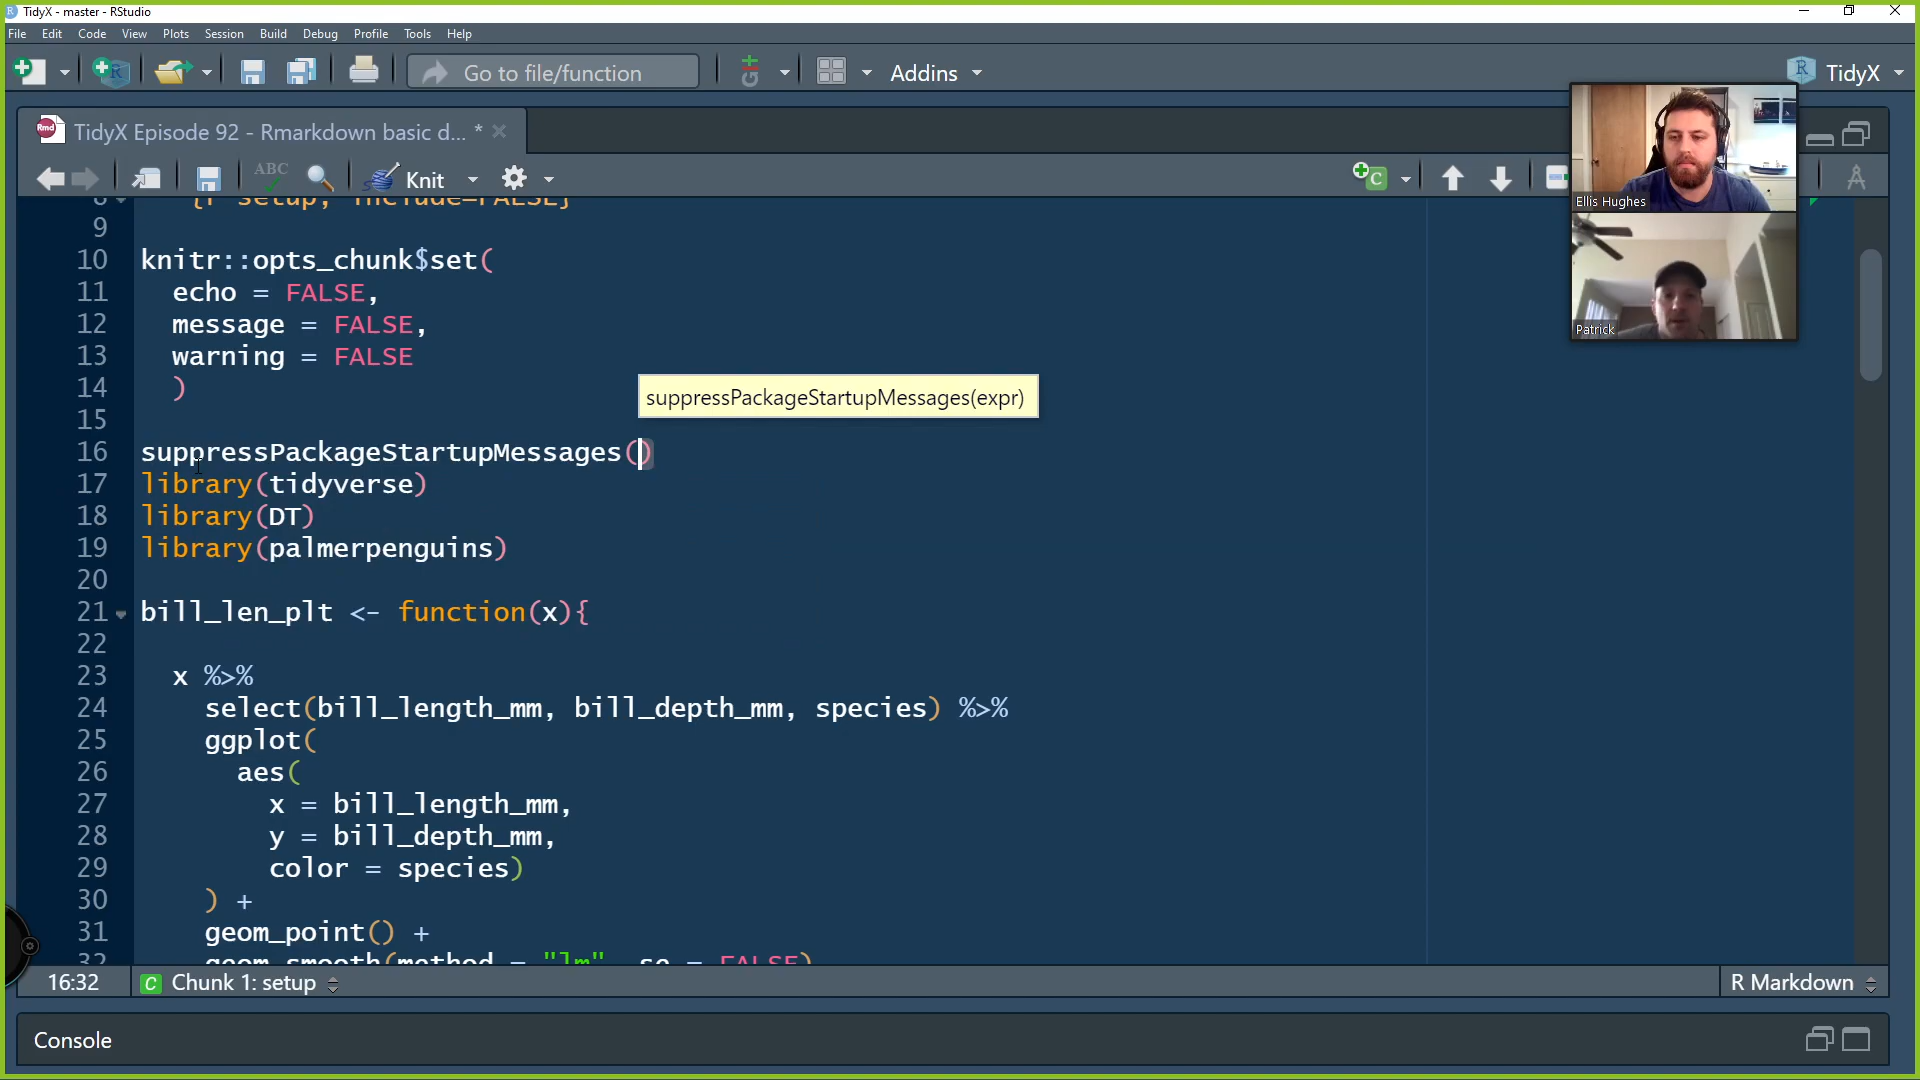 TidyX - master - RStudio
File Edit Code View Plots Session Build Debug Profile Tools Help
Go to file/function
Addins
TidyX
TidyX Episode 92 - Rmarkdown basic d... *
ABC
Knit
8 {r setup, include=FALSE}
9
10 knitr::opts_chunk$set(
11 echo = FALSE,
12 message = FALSE,
13 warning = FALSE
14 )
15
suppressPackageStartupMessages(expr)
16 suppressPackageStartupMessages()
17 library(tidyverse)
18 library(DT)
19 library(palmerpenguins)
20
21 bill_len_plt <- function(x){
22
23 x %>%
24 select(bill_length_mm, bill_depth_mm, species) %>%
25 ggplot(
26 aes(
27 x = bill_length_mm,
28 y = bill_depth_mm,
29 color = species)
30 ) +
31 geom_point() +
32 geom_smooth(method = "lm", se = FALSE)
Ellis Hughes
Patrick
16:32 C Chunk 1: setup R Markdown
Console